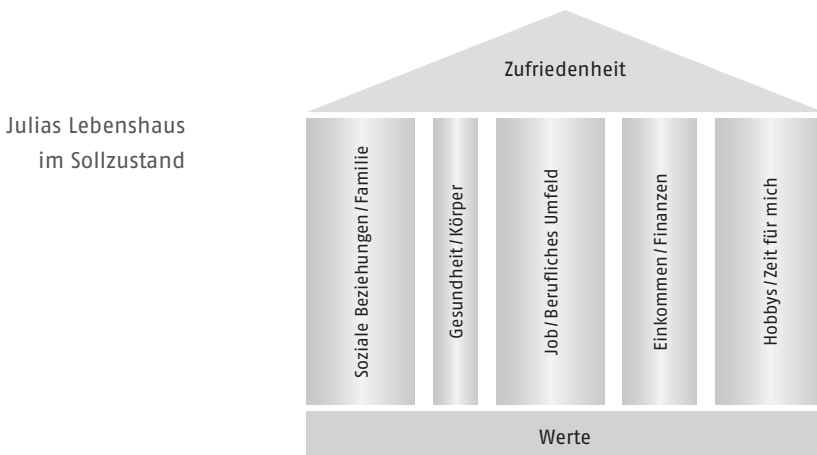 Julias Lebenshaus
im Sollzustand
Zufriedenheit
Soziale Beziehungen/Familie
Gesundheit/Körper
Job/Berufliches Umfeld
Einkommen/Finanzen
Hobbys/Zeit für mich
Werte